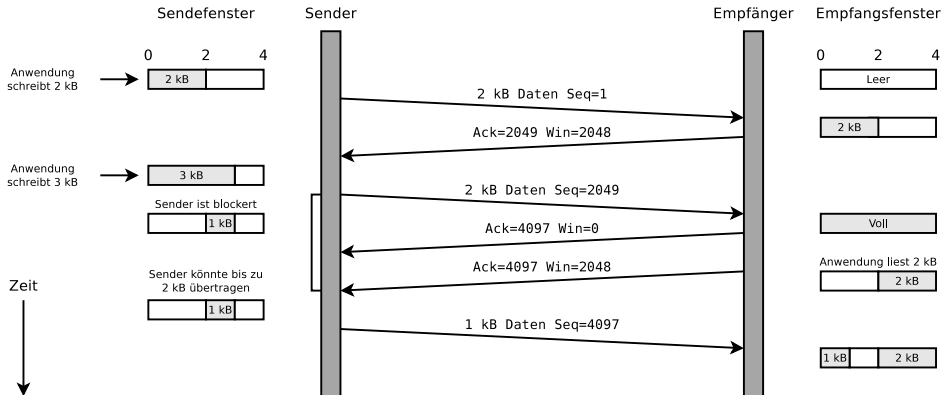 Sendefenster
Sender
Empfänger
Empfangsfenster
0 2 4
0 2 4
Anwendung
schreibt 2 kB
2 kB
Leer
2 kB Daten Seq=1
2 kB
Ack=2049 Win=2048
Anwendung
schreibt 3 kB
3 kB
2 kB Daten Seq=2049
Sender ist blockert
1 kB
Voll
Ack=4097 Win=0
Anwendung liest 2 kB
Ack=4097 Win=2048
2 kB
Sender könnte bis zu
2 kB übertragen
1 kB
Zeit
1 kB Daten Seq=4097
1 kB
2 kB